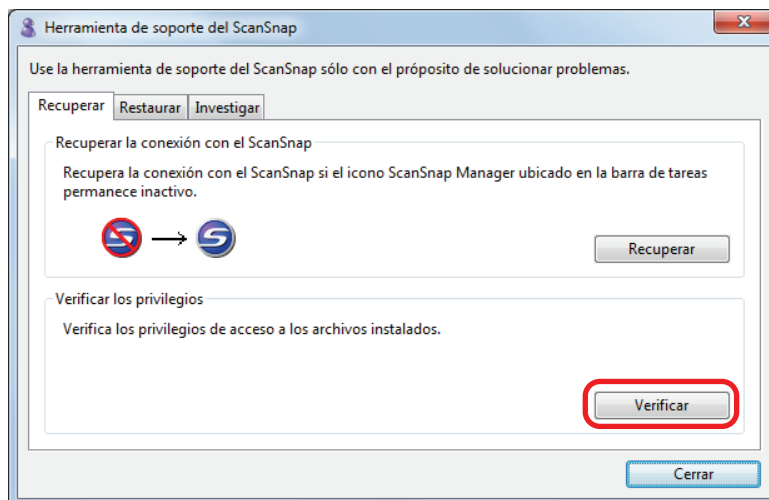 Herramienta de soporte del ScanSnap
Use la herramienta de soporte del ScanSnap sólo con el próposito de solucionar problemas.
Recuperar Restaurar Investigar
Recuperar la conexión con el ScanSnap
Recupera la conexión con el ScanSnap si el icono ScanSnap Manager ubicado en la barra de tareas
permanece inactivo.
Recuperar
Verificar los privilegios
Verifica los privilegios de acceso a los archivos instalados.
Verificar
Cerrar